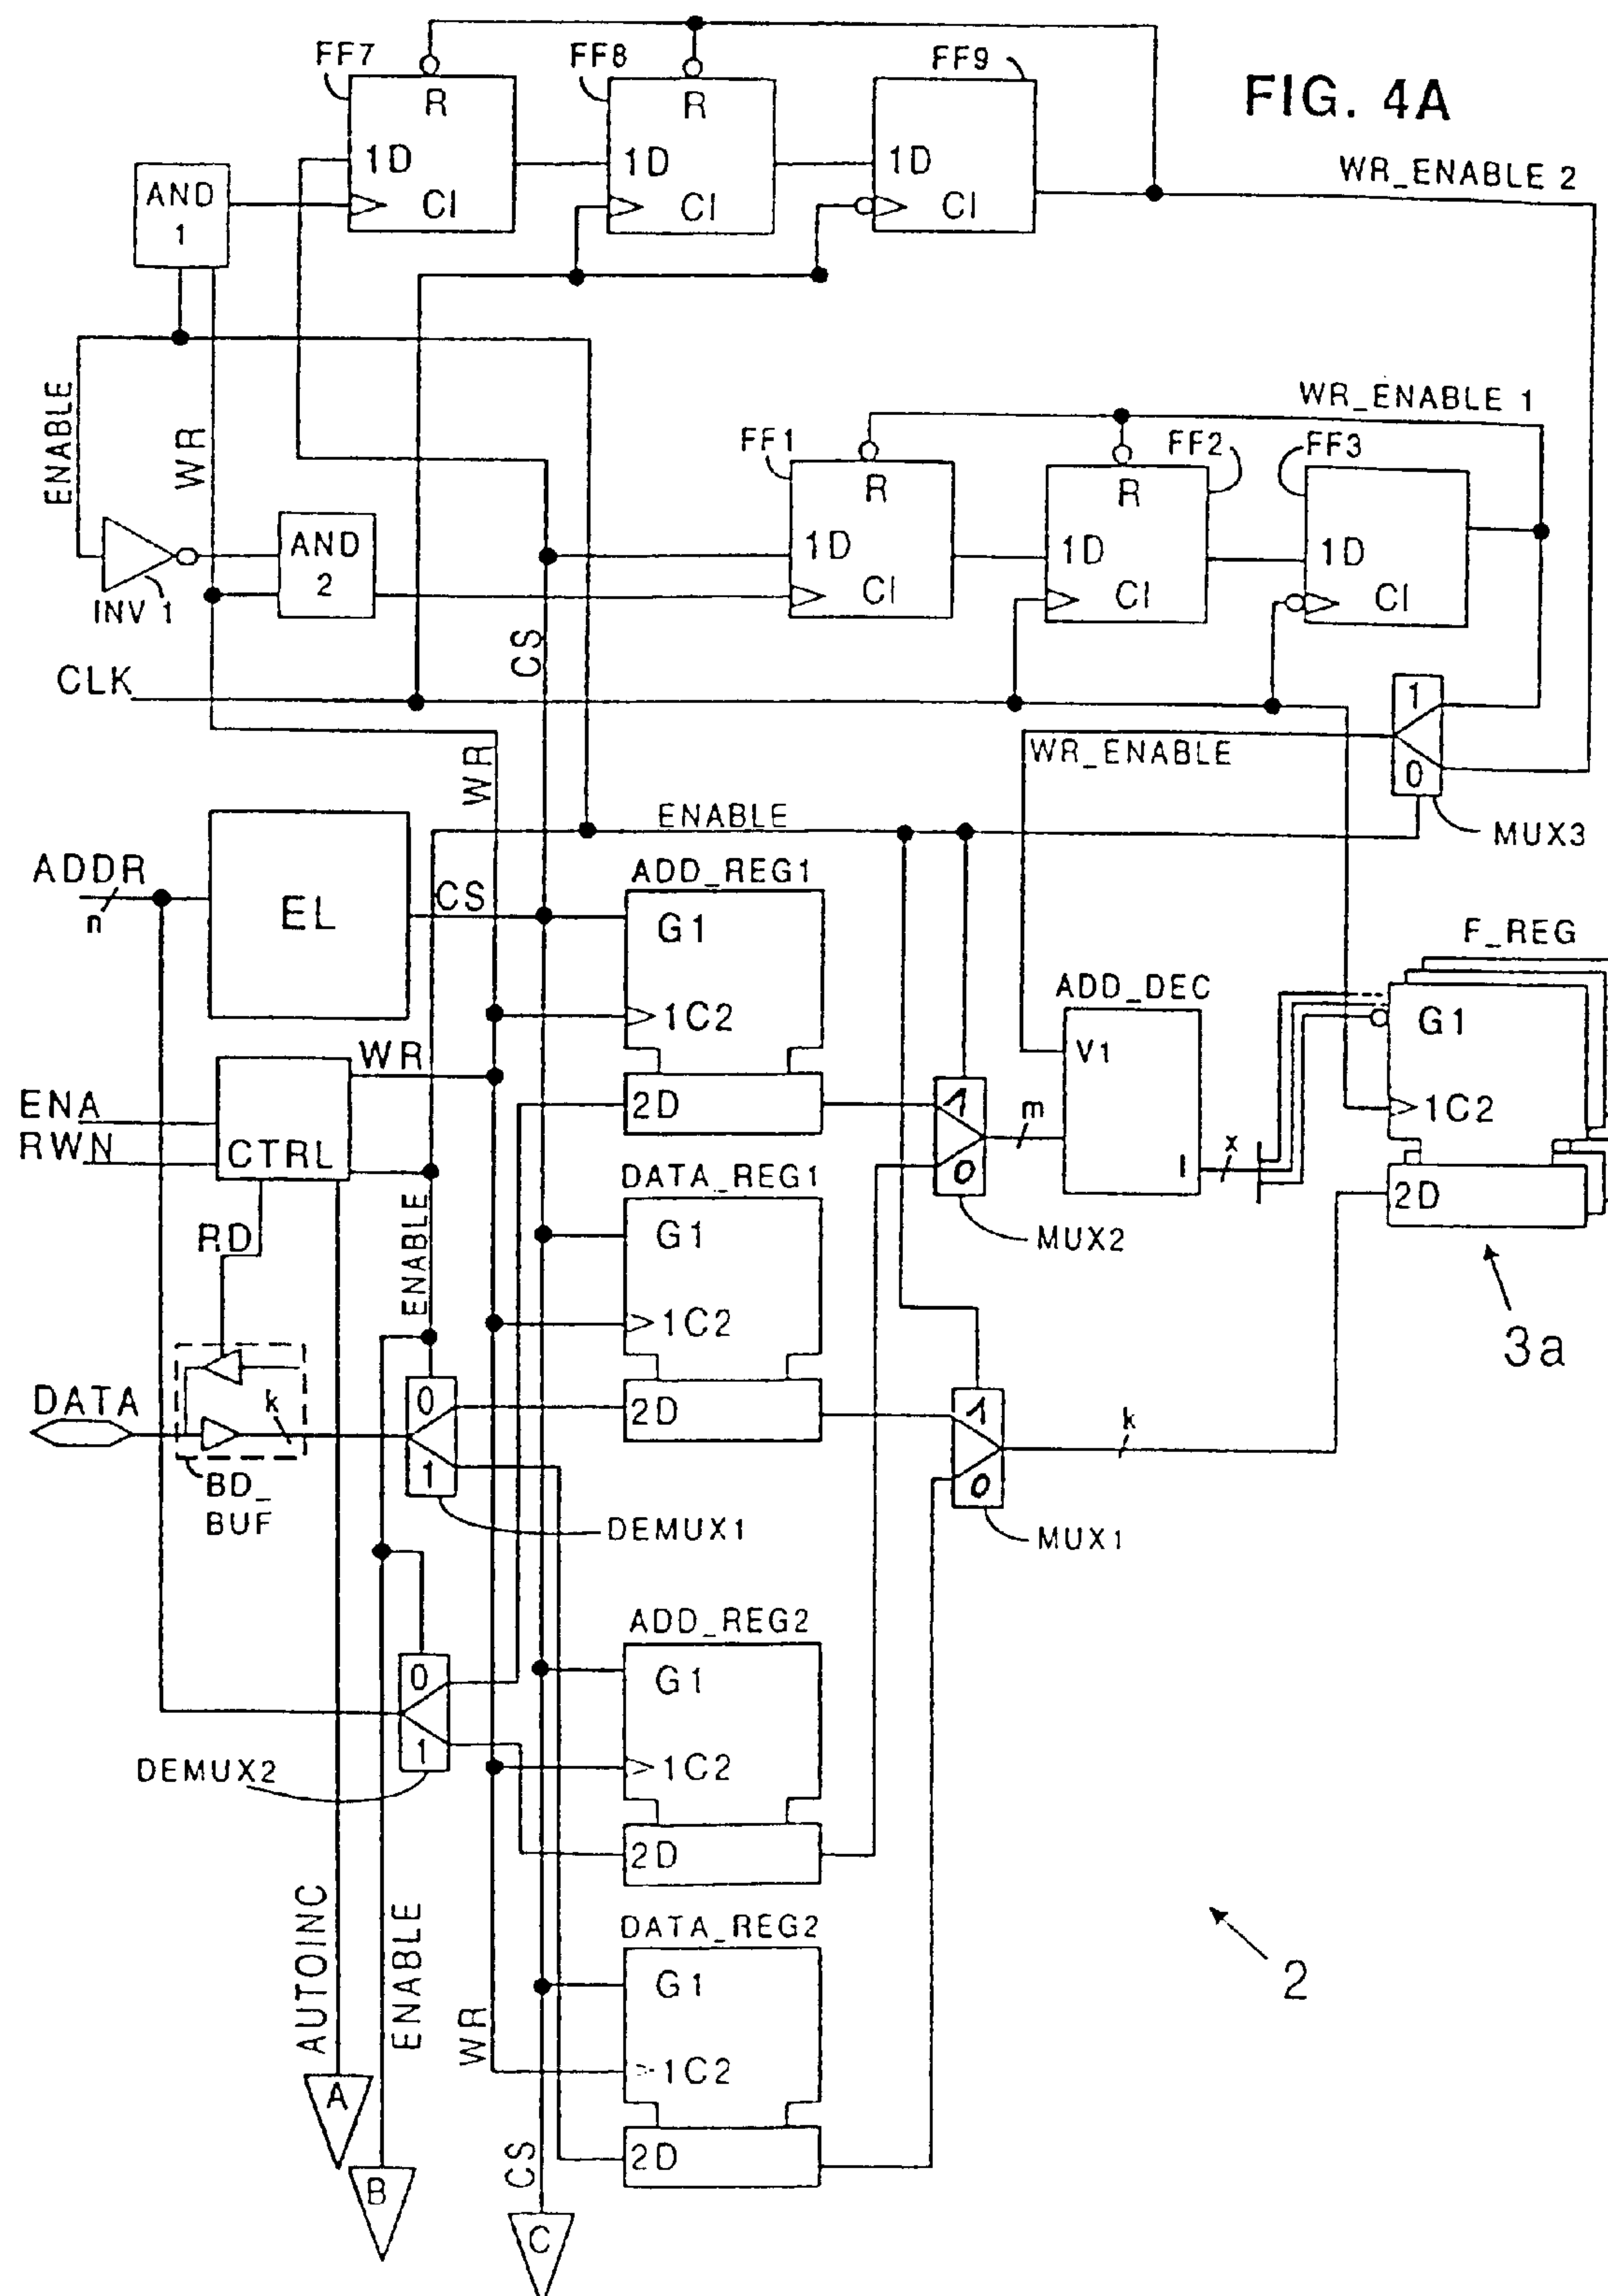 FIG. 4A
FF7
FF8
FF9
R
R
1D
1D
1D
CI
CI
CI
AND
1
WR_ENABLE 2
ENABLE
WR
WR_ENABLE 1
FF1
FF2
FF3
R
R
1D
1D
1D
CI
CI
CI
AND
2
INV 1
CS
CLK
1
0
WR_ENABLE
MUX3
WR
ENABLE
ADDR
n
EL
CS
ADD_REG1
G1
1C2
2D
ADD_DEC
V1
1
m
x
F_REG
G1
1C2
2D
3a
ENA
RWN
CTRL
WR
1
0
MUX2
RD
ENABLE
DATA_REG1
G1
1C2
2D
DATA
k
BD_
BUF
0
1
DEMUX1
1
0
MUX1
k
ADD_REG2
G1
1C2
2D
0
1
DEMUX2
AUTOINC
ENABLE
WR
DATA_REG2
G1
1C2
2D
2
A
B
CS
C